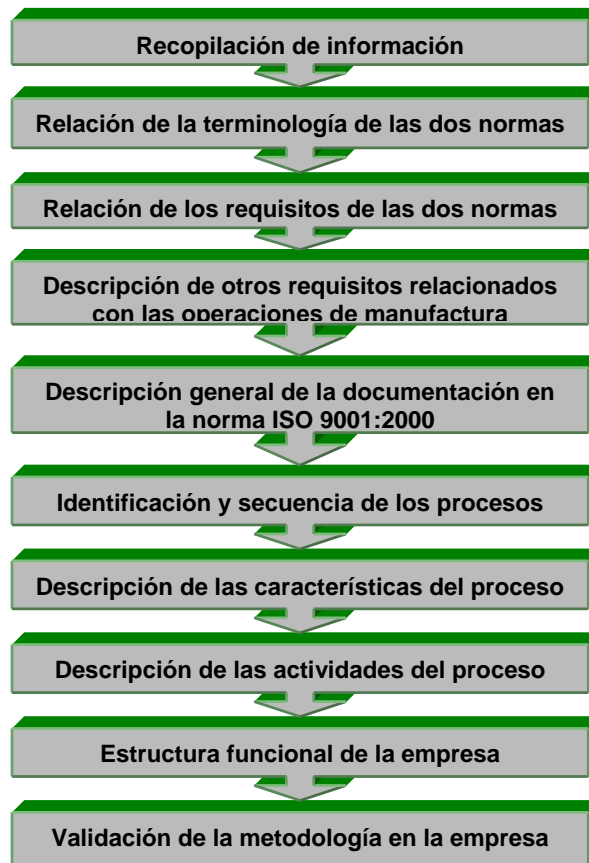 Recopilación de información
Relación de la terminología de las dos normas
Relación de los requisitos de las dos normas
Descripción de otros requisitos relacionados
con las operaciones de manufactura
Descripción general de la documentación en
la norma ISO 9001:2000
Identificación y secuencia de los procesos
Descripción de las características del proceso
Descripción de las actividades del proceso
Estructura funcional de la empresa
Validación de la metodología en la empresa